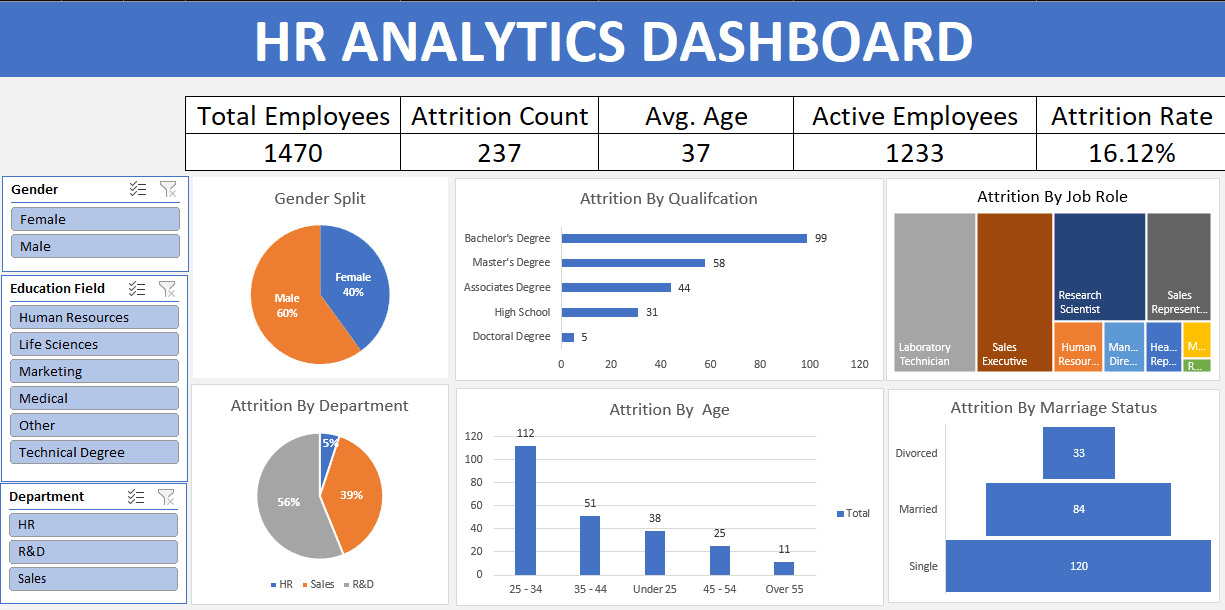 HR ANALYTICS DASHBOARD
Total Employees
Attrition Count
Avg. Age
Active Employees
Attrition Rate
1470
237
37
1233
16.12%
Gender
Female
Male
Education Field
Human Resources
Life Sciences
Marketing
Medical
Other
Technical Degree
Department
HR
R&D
Sales
Gender Split
Female
40%
Male
60%
Attrition By Qualifcation
Bachelor's Degree
99
Master's Degree
58
Associates Degree
44
High School
31
Doctoral Degree
5
0 20 40 60 80 100 120
Attrition By Job Role
Laboratory
Technician
Sales
Executive
Research
Scientist
Sales
Represent...
Human
Resour...
Man...
Dire...
Hea...
Rep...
M...
R...
Attrition By Department
5%
39%
56%
HR Sales R&D
Attrition By  Age
120
100
80
60
40
20
0
112
51
38
25
11
25 - 34
35 - 44
Under 25
45 - 54
Over 55
Total
Attrition By Marriage Status
Divorced
33
Married
84
Single
120